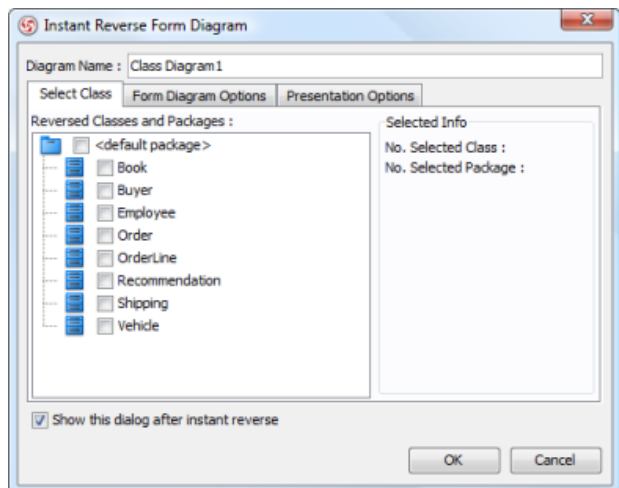 Instant Reverse Form Diagram
Diagram Name : Class Diagram1
Select Class Form Diagram Options Presentation Options
Reversed Classes and Packages :
<default package>
Book
Buyer
Employee
Order
OrderLine
Recommendation
Shipping
Vehicle
Selected Info
No. Selected Class :
No. Selected Package :
Show this dialog after instant reverse
OK Cancel